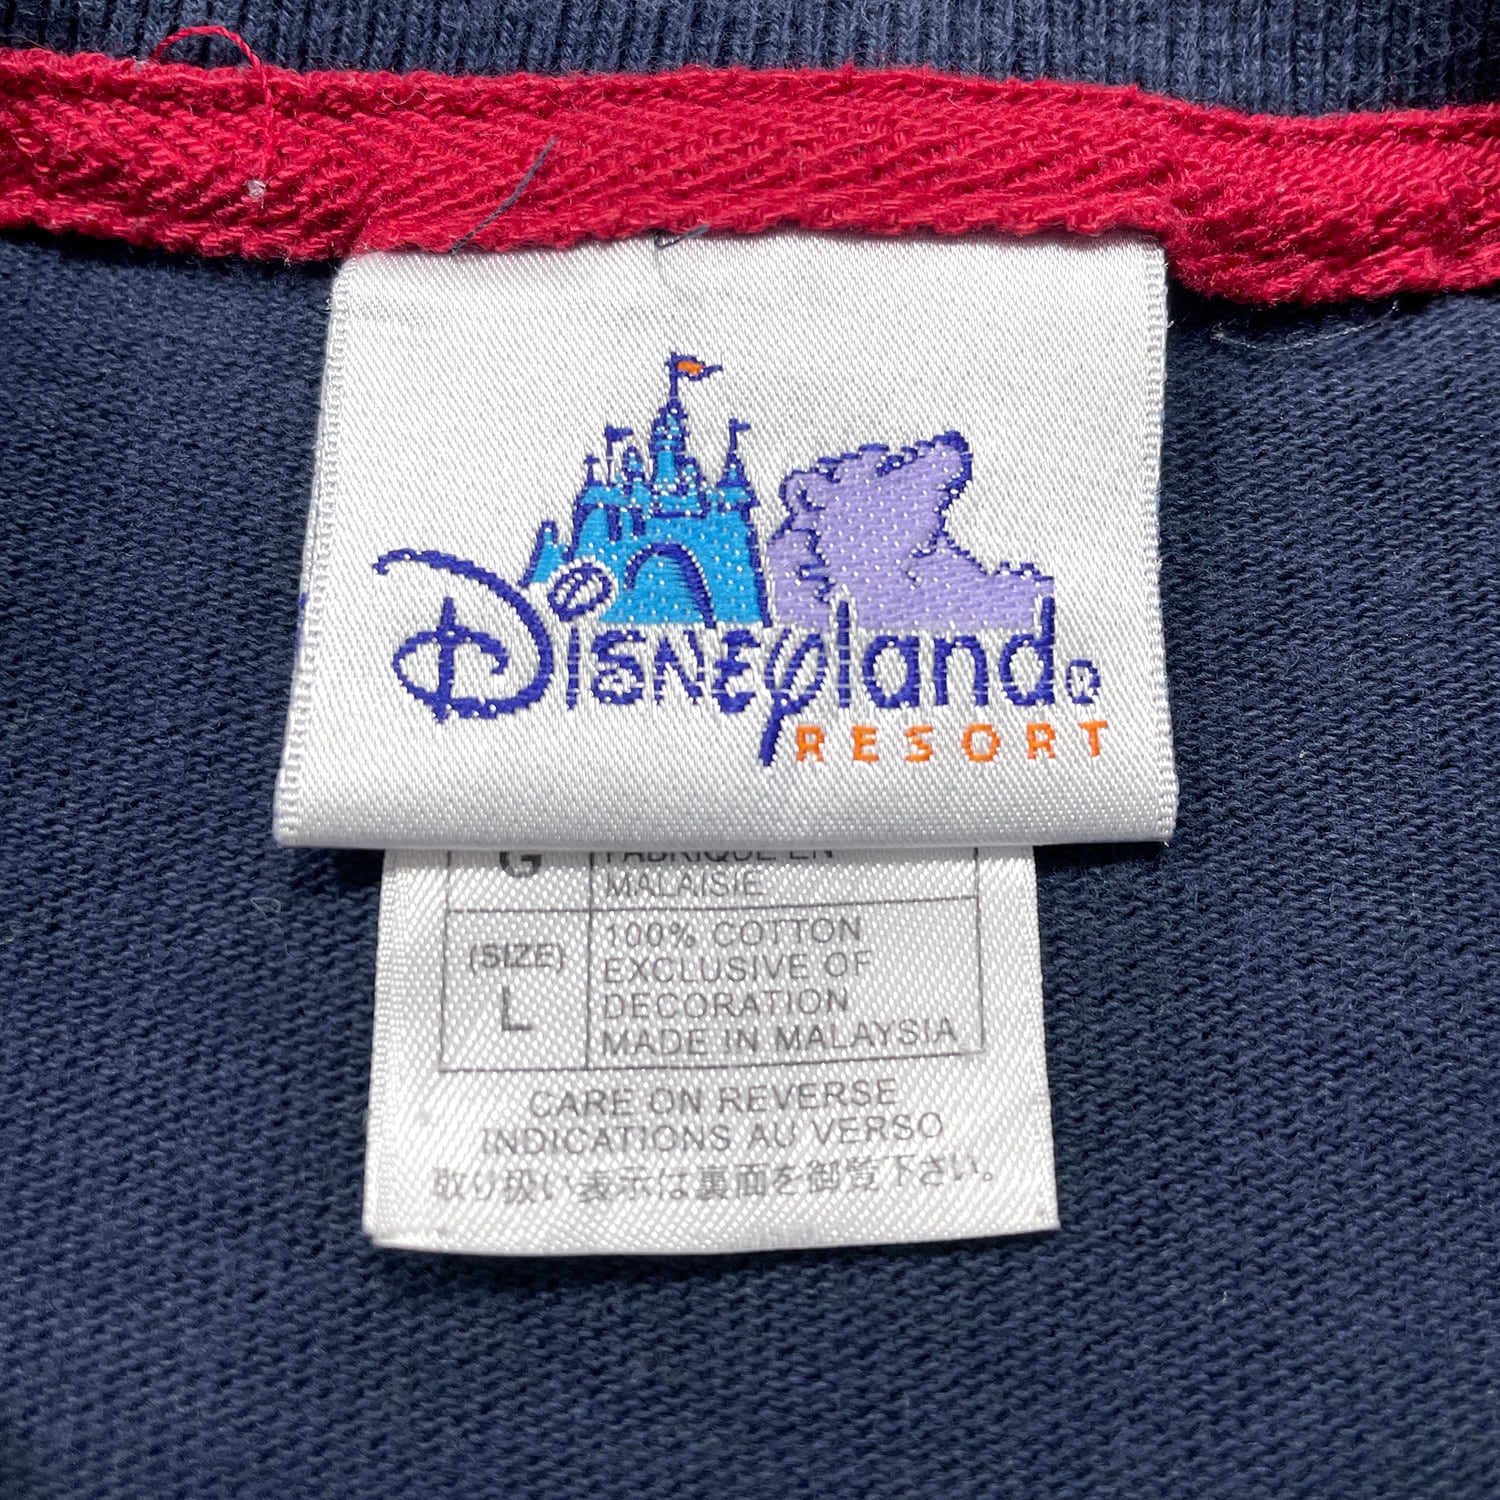 Disneyland®
RESORT
G
FABRIQUÉ EN
MALAISIE
(SIZE)
L
100% COTTON
EXCLUSIVE OF
DECORATION
MADE IN MALAYSIA
CARE ON REVERSE
INDICATIONS AU VERSO
取り扱い表示は裏面を御覧下さい。